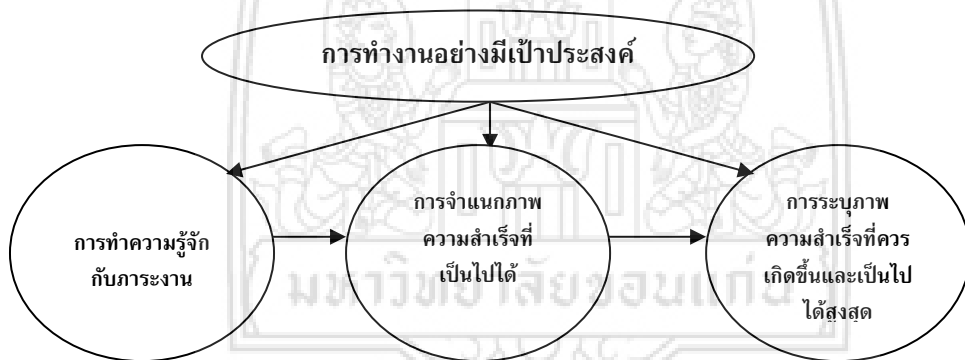 การทำงานอย่างมีเป้าประสงค์
การทำความรู้จัก
กับภาระงาน
การจำแนกภาพ
ความสำเร็จที่
เป็นไปได้
การระบุภาพ
ความสำเร็จที่ควร
เกิดขึ้นและเป็นไป
ได้สูงสุด
มหาวิทยาลัยขอนแก่น